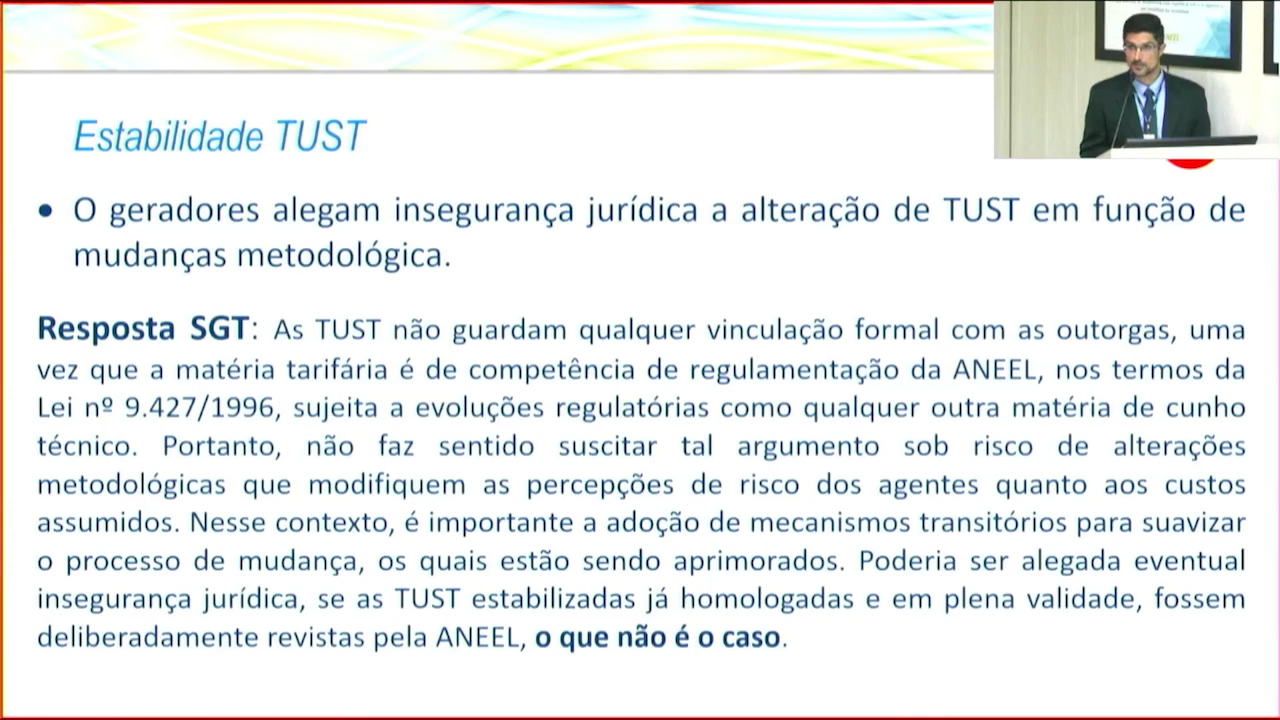 Estabilidade TUST
• O geradores alegam insegurança jurídica a alteração de TUST em função de
mudanças metodológica.
Resposta SGT: As TUST não guardam qualquer vinculação formal com as outorgas, uma
vez que a matéria tarifária é de competência de regulamentação da ANEEL, nos termos da
Lei nº 9.427/1996, sujeita a evoluções regulatórias como qualquer outra matéria de cunho
técnico. Portanto, não faz sentido suscitar tal argumento sob risco de alterações
metodológicas que modifiquem as percepções de risco dos agentes quanto aos custos
assumidos. Nesse contexto, é importante a adoção de mecanismos transitórios para suavizar
o processo de mudança, os quais estão sendo aprimorados. Poderia ser alegada eventual
insegurança jurídica, se as TUST estabilizadas já homologadas e em plena validade, fossem
deliberadamente revistas pela ANEEL, o que não é o caso.